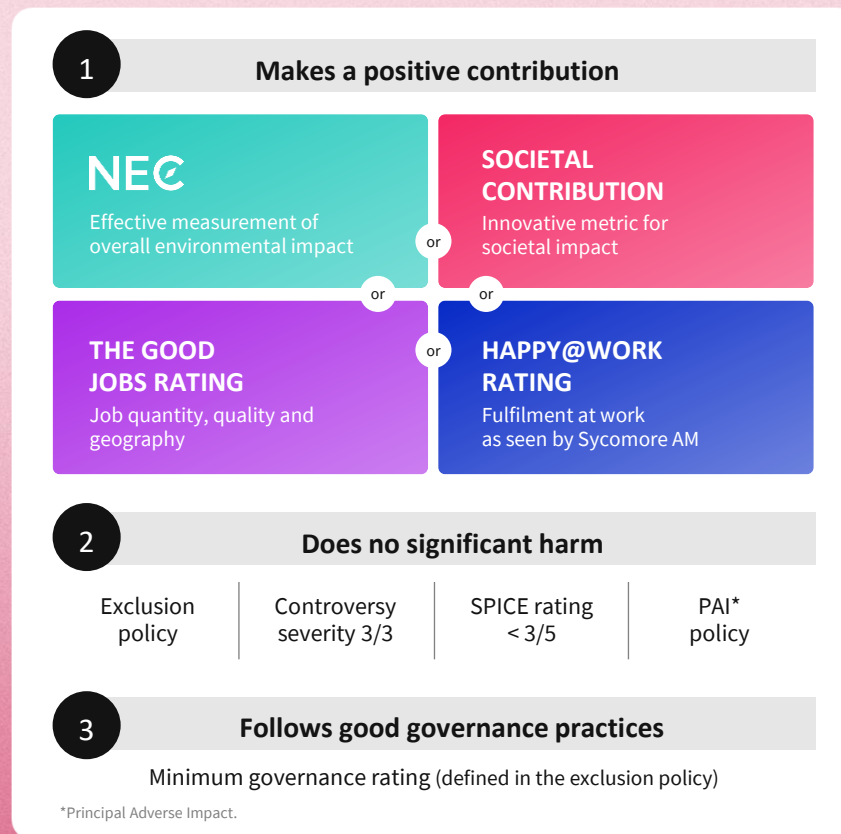 1
Makes a positive contribution
NEC
Effective measurement of
overall environmental impact
or
SOCIETAL
CONTRIBUTION
Innovative metric for
societal impact
or
or
THE GOOD
JOBS RATING
Job quantity, quality and
geography
or
HAPPY@WORK
RATING
Fulfilment at work
as seen by Sycomore AM
2
Does no significant harm
Exclusion
policy
Controversy
severity 3/3
SPICE rating
< 3/5
PAI*
policy
3
Follows good governance practices
Minimum governance rating (defined in the exclusion policy)
*Principal Adverse Impact.